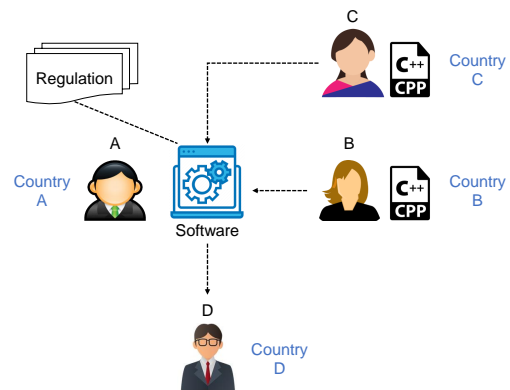 C
C++
CPP
Country
C
Regulation
A
Country
A
Software
B
C++
CPP
Country
B
D
Country
D